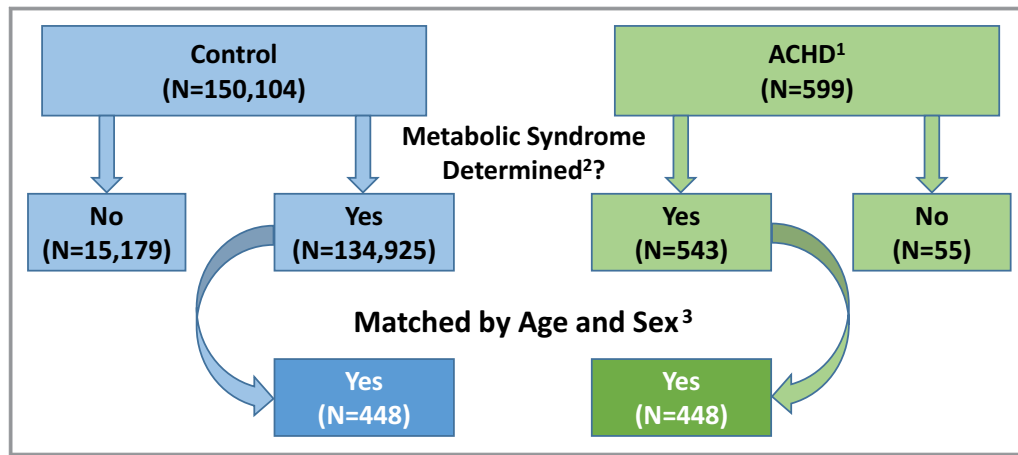 Control
(N=150,104)
ACHD¹
(N=599)
Metabolic Syndrome
Determined²?
No
(N=15,179)
Yes
(N=134,925)
Yes
(N=543)
No
(N=55)
Matched by Age and Sex³
Yes
(N=448)
Yes
(N=448)